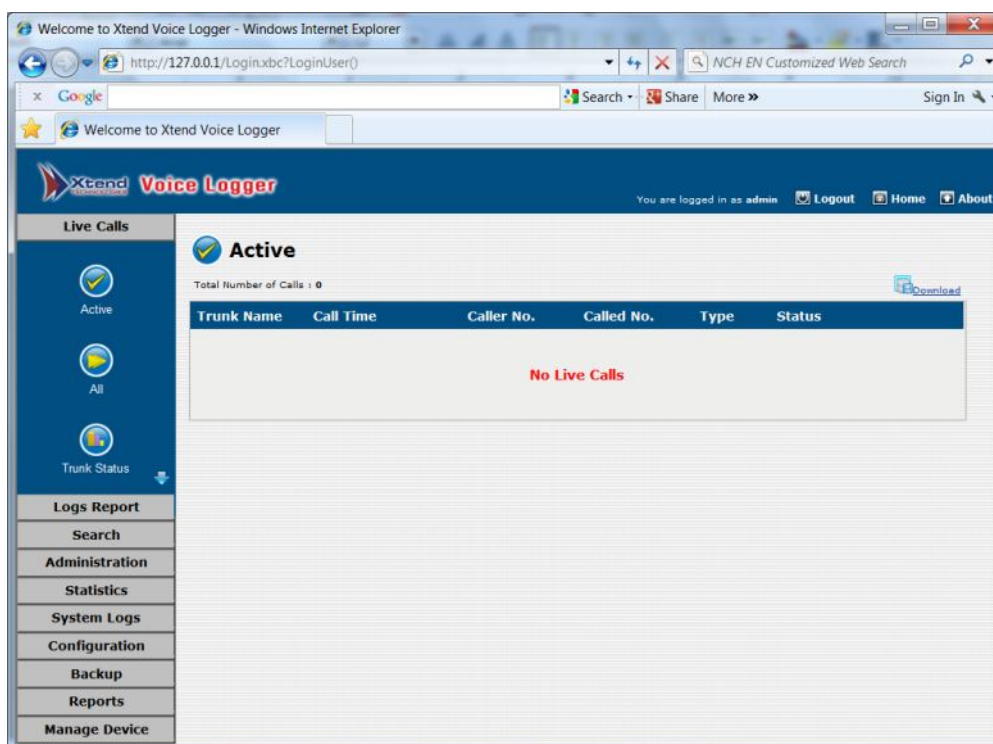 Welcome to Xtend Voice Logger - Windows Internet Explorer
http://127.0.0.1/Login.xbc?LoginUser()
NCH EN Customized Web Search
x Google Search Share More » Sign In
Welcome to Xtend Voice Logger
Xtend Voice Logger
You are logged in as admin Logout Home About
Live Calls
Active
All
Trunk Status
Logs Report
Search
Administration
Statistics
System Logs
Configuration
Backup
Reports
Manage Device
Active
Total Number of Calls : 0
Download
Trunk Name Call Time Caller No. Called No. Type Status
No Live Calls